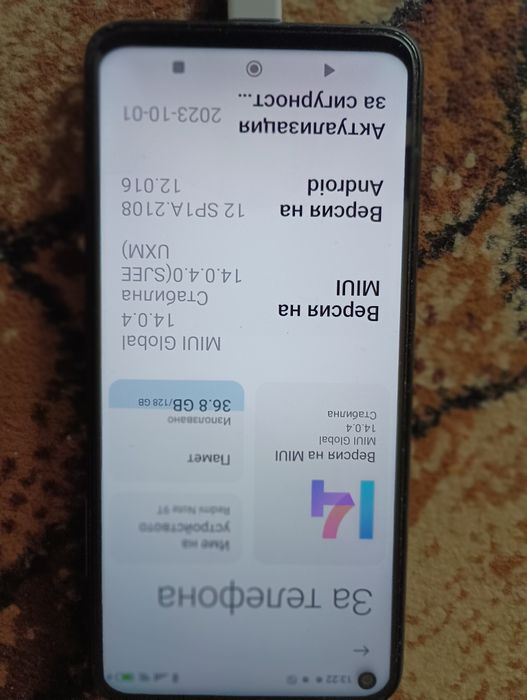 13:22
←
За телефона
14
Версия на MIUI
MIUI Global
14.0.4
Стабилна
Име на
устройството
Redmi Note 9T
Памет
Използвано
36.8 GB/128 GB
Версия на
MIUI
MIUI Global
14.0.4
Стабилна
14.0.4.0(SJEE
UXM)
Версия на
Android
12 SP1A.2108
12.016
Актуализация
за сигурност...
2023-10-01